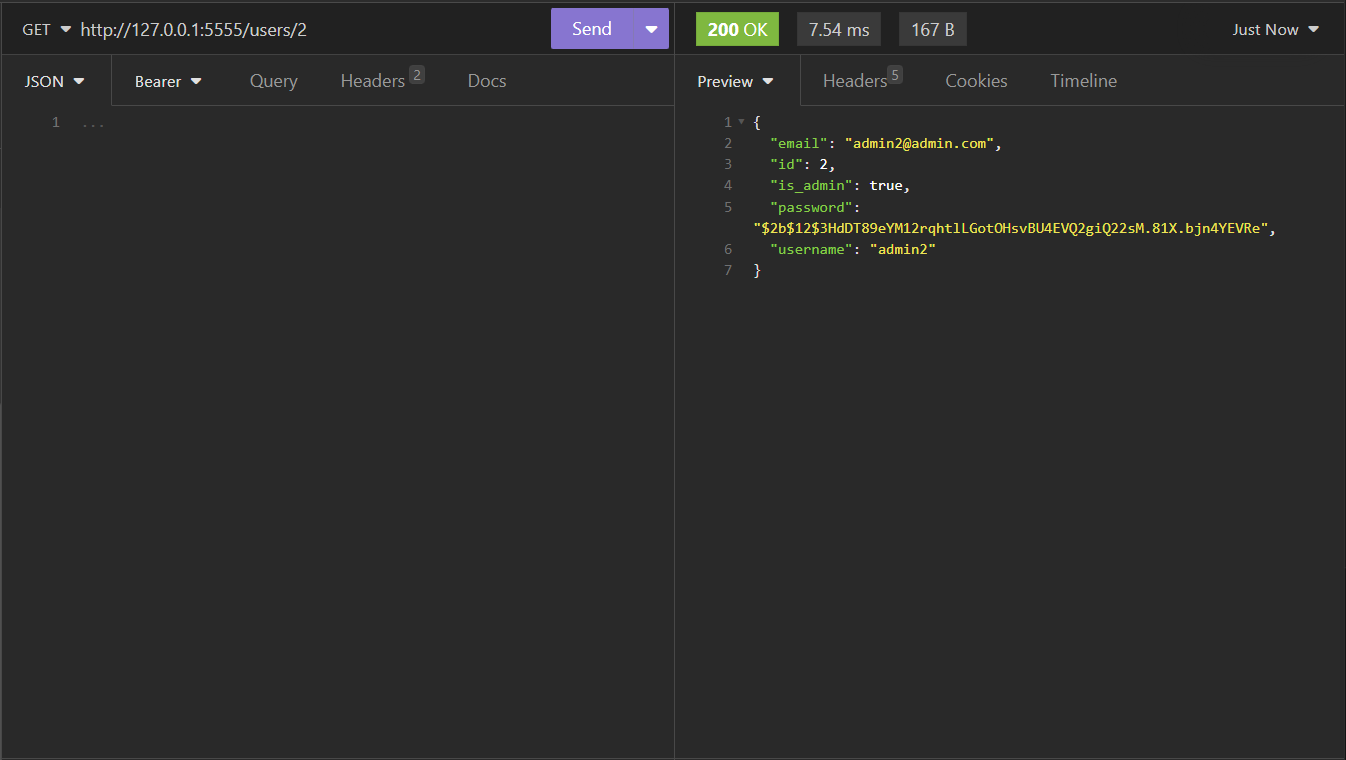 GET http://127.0.0.1:5555/users/2 Send
200 OK 7.54 ms 167 B Just Now
JSON Bearer Query Headers 2 Docs
Preview Headers 5 Cookies Timeline
1 ...
1 {
2 "email": "admin2@admin.com",
3 "id": 2,
4 "is_admin": true,
5 "password":
"$2b$12$3HdDT89eYM12rqhtlLGotOHsvBU4EVQ2giQ22sM.81X.bjn4YEVRe",
6 "username": "admin2"
7 }